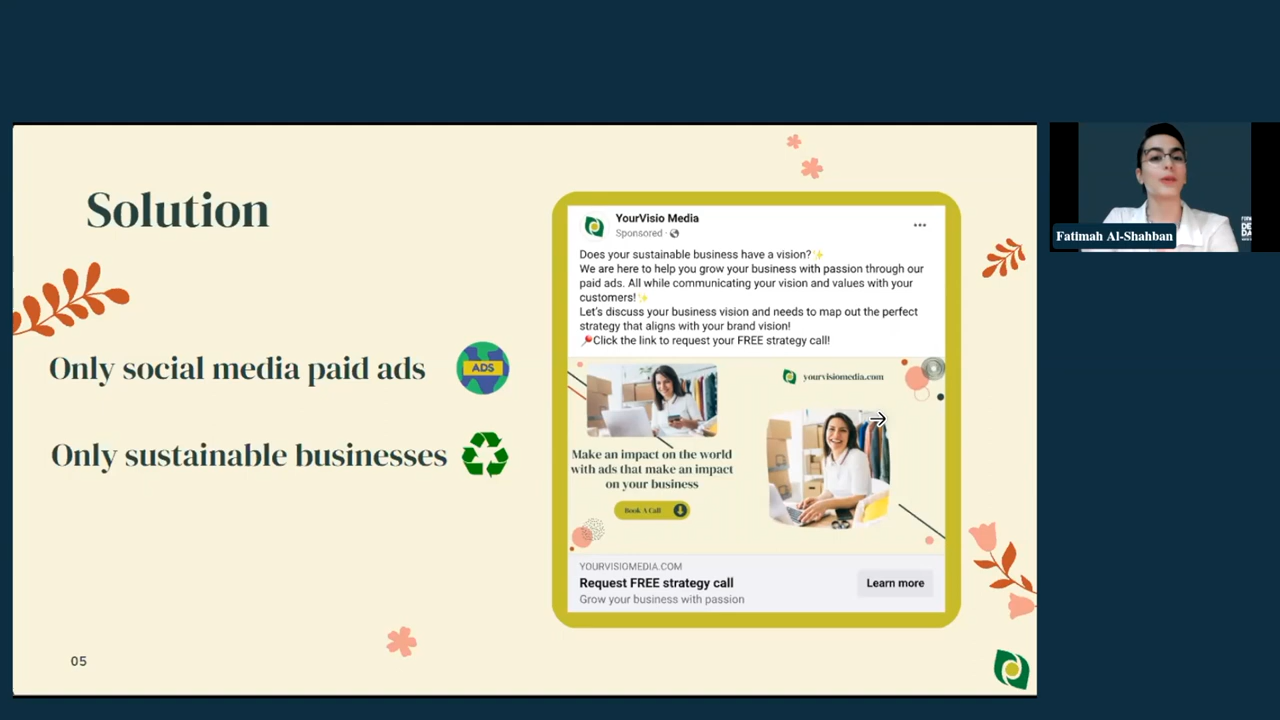 Solution
Only social media paid ads
ADS
Only sustainable businesses
05
YourVisio Media
Sponsored ·
Does your sustainable business have a vision?✨
We are here to help you grow your business with passion through our
paid ads. All while communicating your vision and values with your
customers!✨
Let's discuss your business vision and needs to map out the perfect
strategy that aligns with your brand vision!
📍Click the link to request your FREE strategy call!
yourvisiomedia.com
Make an impact on the world
with ads that make an impact
on your business
Book A Call
YOURVISIOMEDIA.COM
Request FREE strategy call
Grow your business with passion
Learn more
Fatimah Al-Shahban